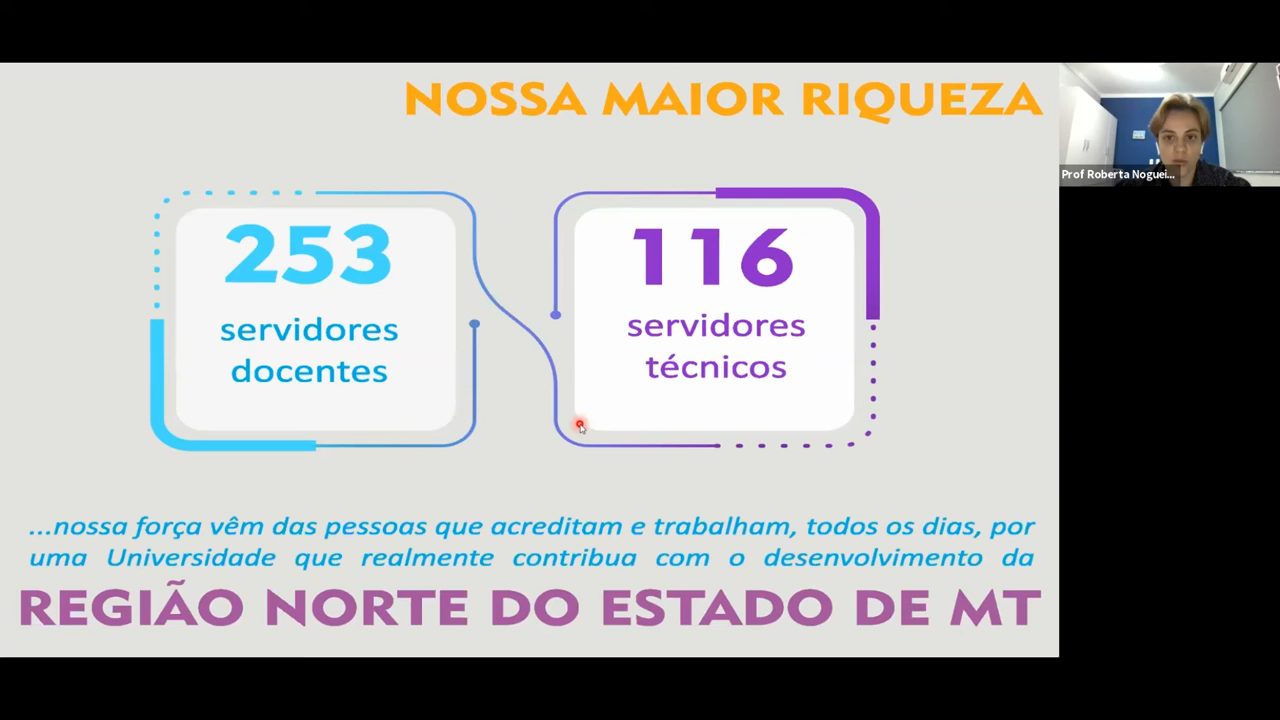 NOSSA MAIOR RIQUEZA
Prof Roberta Noguei...
253
servidores
docentes
116
servidores
técnicos
...nossa força vêm das pessoas que acreditam e trabalham, todos os dias, por
uma Universidade que realmente contribua com o desenvolvimento da
REGIÃO NORTE DO ESTADO DE MT